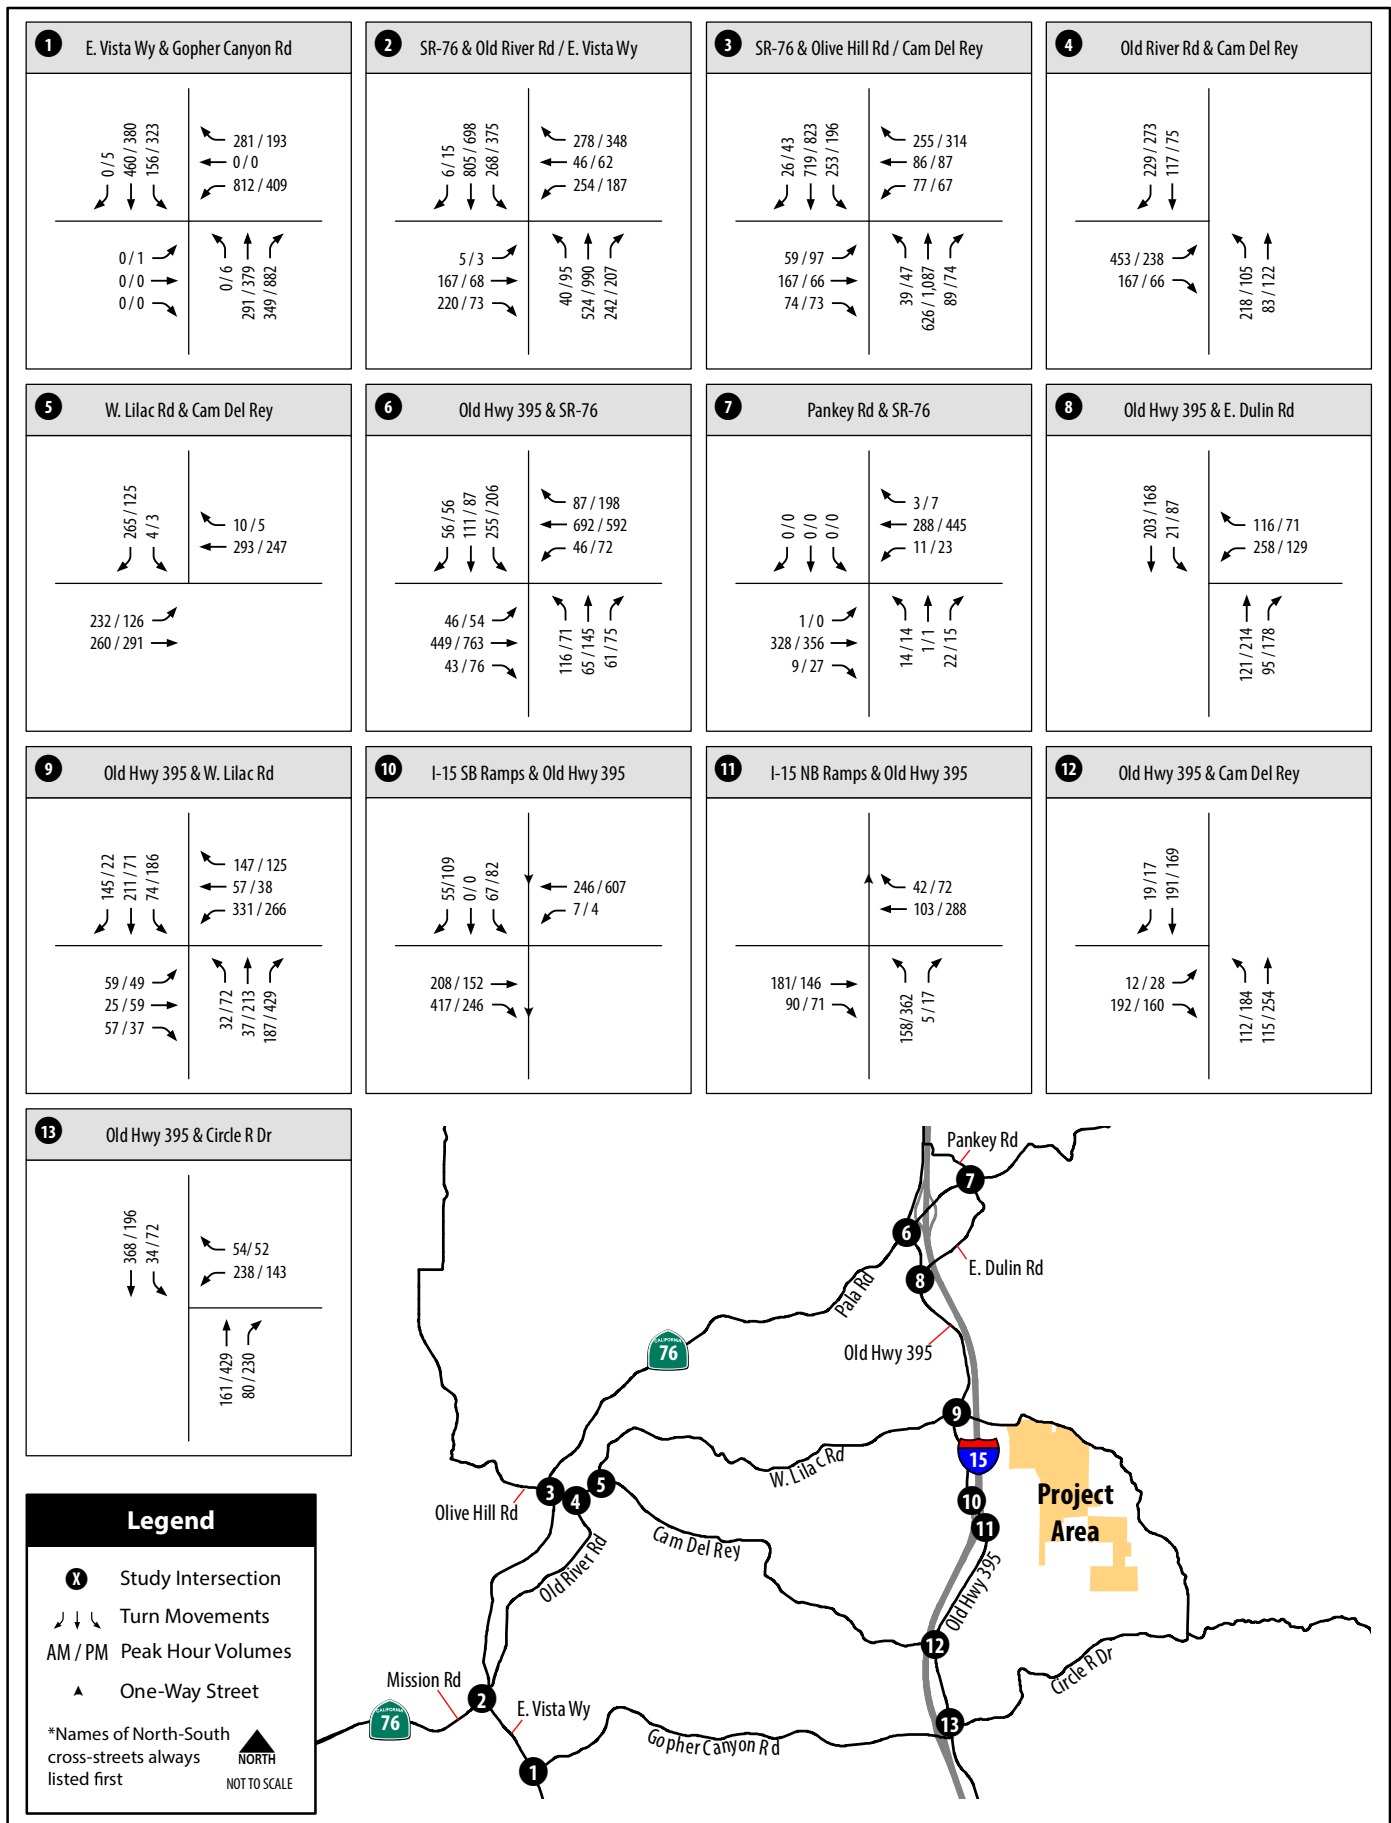 1 E. Vista Wy & Gopher Canyon Rd
0 / 5
460 / 380
156 / 323
281 / 193
0 / 0
812 / 409
0 / 1
0 / 0
0 / 0
0 / 6
291 / 379
349 / 882
2 SR-76 & Old River Rd / E. Vista Wy
6 / 15
805 / 698
268 / 375
278 / 348
46 / 62
254 / 187
5 / 3
167 / 68
220 / 73
40 / 95
524 / 990
242 / 207
3 SR-76 & Olive Hill Rd / Cam Del Rey
26 / 43
719 / 823
253 / 196
255 / 314
86 / 87
77 / 67
59 / 97
167 / 66
74 / 73
39 / 47
626 / 1,087
89 / 74
4 Old River Rd & Cam Del Rey
229 / 273
117 / 75
453 / 238
167 / 66
218 / 105
83 / 122
5 W. Lilac Rd & Cam Del Rey
265 / 125
4 / 3
10 / 5
293 / 247
232 / 126
260 / 291
6 Old Hwy 395 & SR-76
56 / 56
111 / 87
255 / 206
87 / 198
692 / 592
46 / 72
46 / 54
449 / 763
43 / 76
116 / 71
65 / 145
61 / 75
7 Pankey Rd & SR-76
0 / 0
0 / 0
0 / 0
3 / 7
288 / 445
11 / 23
1 / 0
328 / 356
9 / 27
14 / 14
1 / 1
22 / 15
8 Old Hwy 395 & E. Dulin Rd
203 / 168
21 / 87
116 / 71
258 / 129
121 / 214
95 / 178
9 Old Hwy 395 & W. Lilac Rd
145 / 22
211 / 71
74 / 186
147 / 125
57 / 38
331 / 266
59 / 49
25 / 59
57 / 37
32 / 72
37 / 213
187 / 429
10 I-15 SB Ramps & Old Hwy 395
55/109
0/ 0
67 / 82
246 / 607
7 / 4
208 / 152
417 / 246
11 I-15 NB Ramps & Old Hwy 395
42 / 72
103 / 288
181/ 146
90 / 71
158/ 362
5 / 17
12 Old Hwy 395 & Cam Del Rey
19 / 17
191 / 169
12 / 28
192 / 160
112 / 184
115 / 254
13 Old Hwy 395 & Circle R Dr
368 / 196
34 / 72
54/ 52
238 / 143
161 / 429
80 / 230
Pankey Rd
7
6
E. Dulin Rd
8
Pala Rd
Old Hwy 395
CALIFORNIA
76
9
W. Lilac Rd
15
Project
Area
5
3
4
10
11
Olive Hill Rd
Old River Rd
Cam Del Rey
Old Hwy 395
12
Circle R Dr
Mission Rd
2
E. Vista Wy
CALIFORNIA
76
13
Gopher Canyon Rd
1
Legend
X Study Intersection
Turn Movements
AM / PM Peak Hour Volumes
One-Way Street
*Names of North-South
cross-streets always
listed first
NORTH
NOT TO SCALE